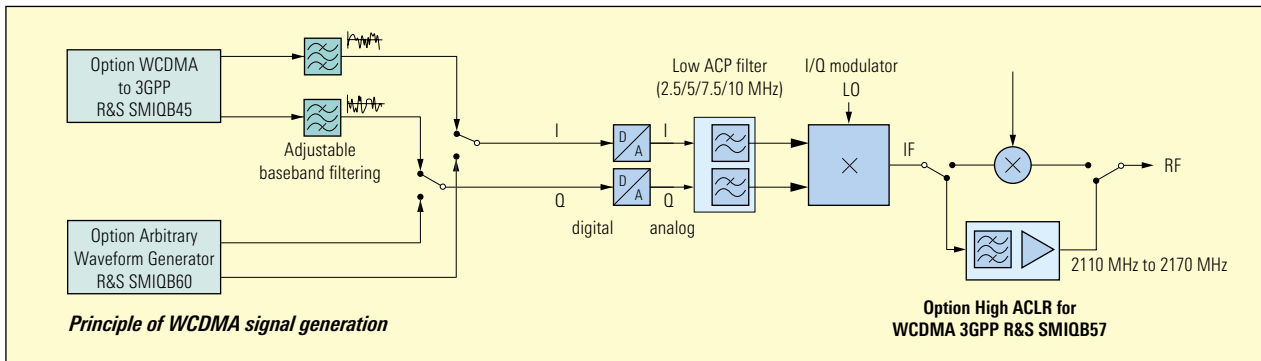 Option WCDMA
to 3GPP
R&S SMIQB45
Adjustable
baseband filtering
Option Arbitrary
Waveform Generator
R&S SMIQB60
I
Q
D
A
D
A
digital
I
Q
analog
Low ACP filter
(2.5/5/7.5/10 MHz)
I/Q modulator
LO
IF
RF
2110 MHz to 2170 MHz
Option High ACLR for
WCDMA 3GPP R&S SMIQB57
Principle of WCDMA signal generation